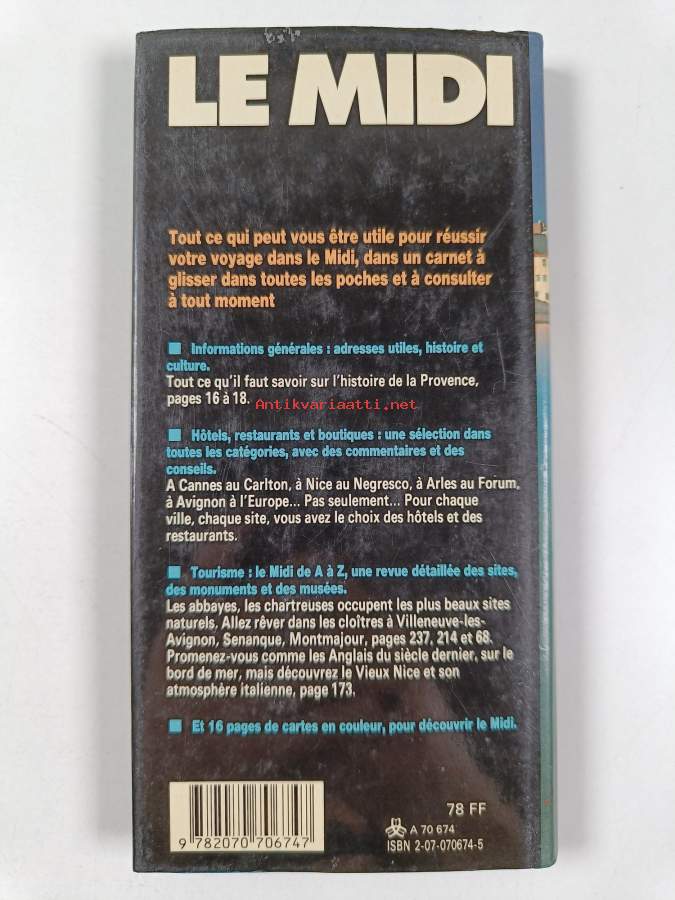 LE MIDI
Tout ce qui peut vous être utile pour réussir
votre voyage dans le Midi, dans un carnet à
glisser dans toutes les poches et à consulter
à tout moment
■ Informations générales : adresses utiles, histoire et
culture.
Tout ce qu'il faut savoir sur l'histoire de la Provence,
pages 16 à 18.
Antikvariaatti.net
■ Hôtels, restaurants et boutiques : une sélection dans
toutes les catégories, avec des commentaires et des
conseils.
A Cannes au Carlton, à Nice au Negresco, à Arles au Forum,
à Avignon à l'Europe... Pas seulement... Pour chaque
ville, chaque site, vous avez le choix des hôtels et des
restaurants.
■ Tourisme : le Midi de A à Z, une revue détaillée des sites,
des monuments et des musées.
Les abbayes, les chartreuses occupent les plus beaux sites
naturels. Allez rêver dans les cloîtres à Villeneuve-les-
Avignon, Senanque, Montmajour, pages 237, 214 et 68.
Promenez-vous comme les Anglais du siècle dernier, sur le
bord de mer, mais découvrez le Vieux Nice et son
atmosphère italienne, page 173.
■ Et 16 pages de cartes en couleur, pour découvrir le Midi.
78 FF
A 70 674
ISBN 2-07-070674-5
9 782070 706747